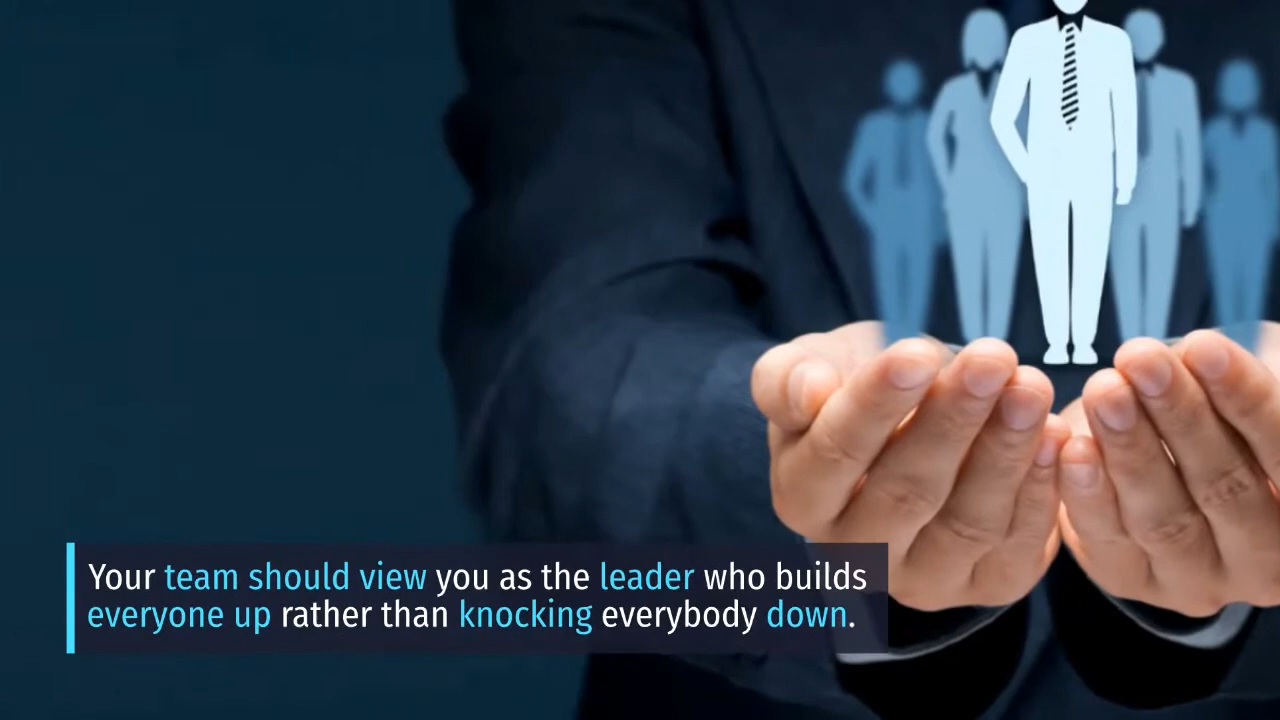 Your team should view you as the leader who builds
everyone up rather than knocking everybody down.